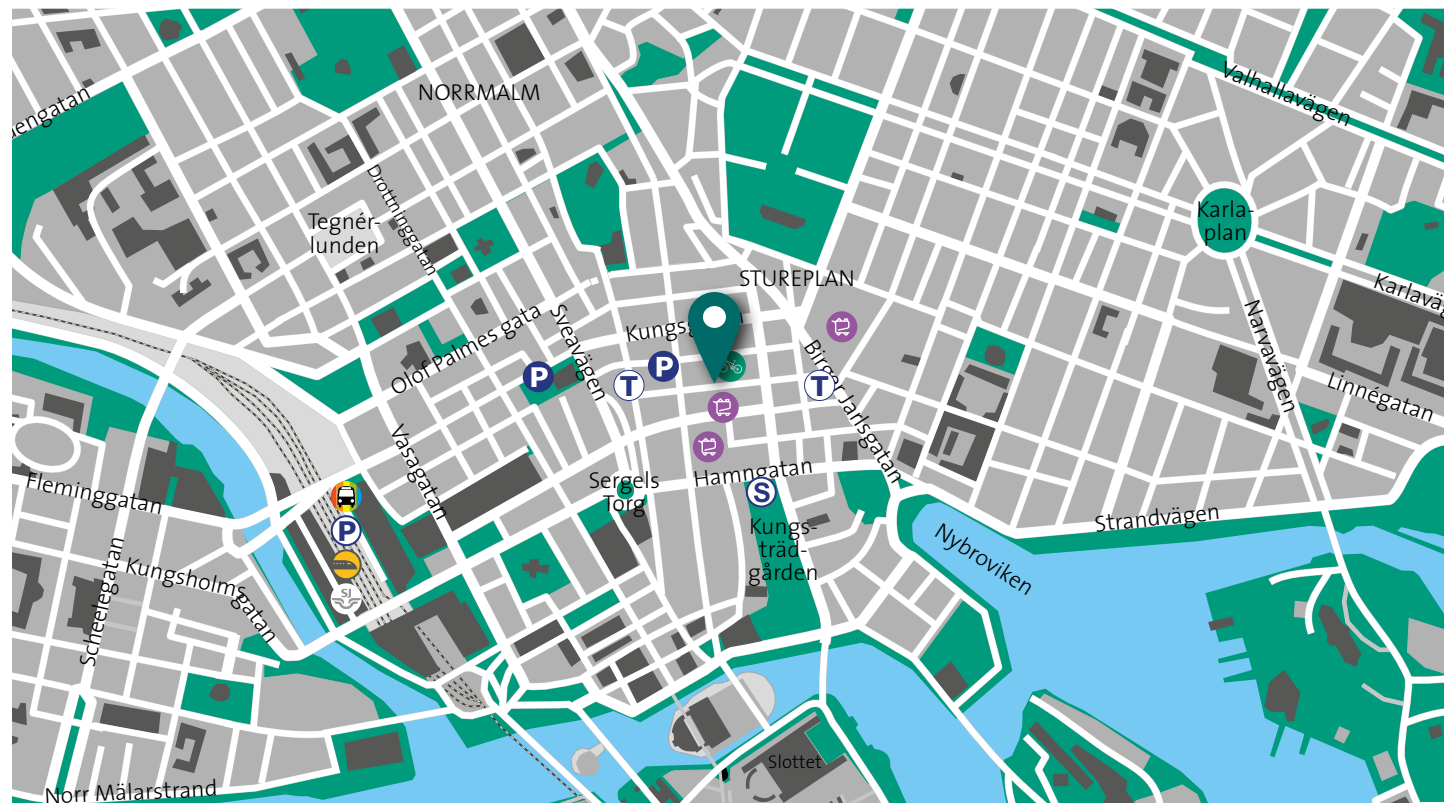 NORRMALM
Valhallavägen
Drottninggatan
Tegnér-
lunden
Karla-
plan
STUREPLAN
Olof Palmes gata
Sveavägen
Birger Jarlsgatan
Narvavägen
Linnégatan
P
P
T
T
Vasagatan
Hamngatan
Sergels
Torg
S
Fleminggatan
P
SJ
Kungs-
träd-
gården
Strandvägen
Nybroviken
Kungsholmsgatan
Scheelegatan
Slottet
Norr Mälarstrand